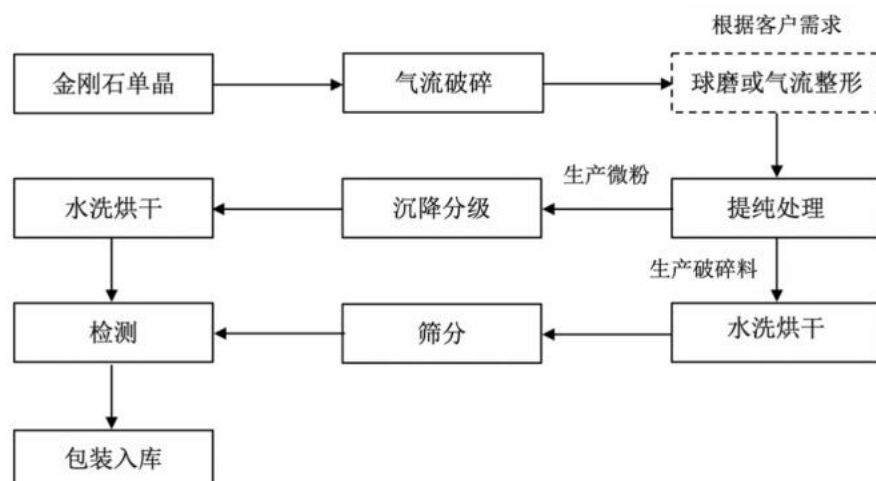 根据客户需求
金刚石单晶
气流破碎
球磨或气流整形
生产微粉
水洗烘干
沉降分级
提纯处理
生产破碎料
检测
筛分
水洗烘干
包装入库